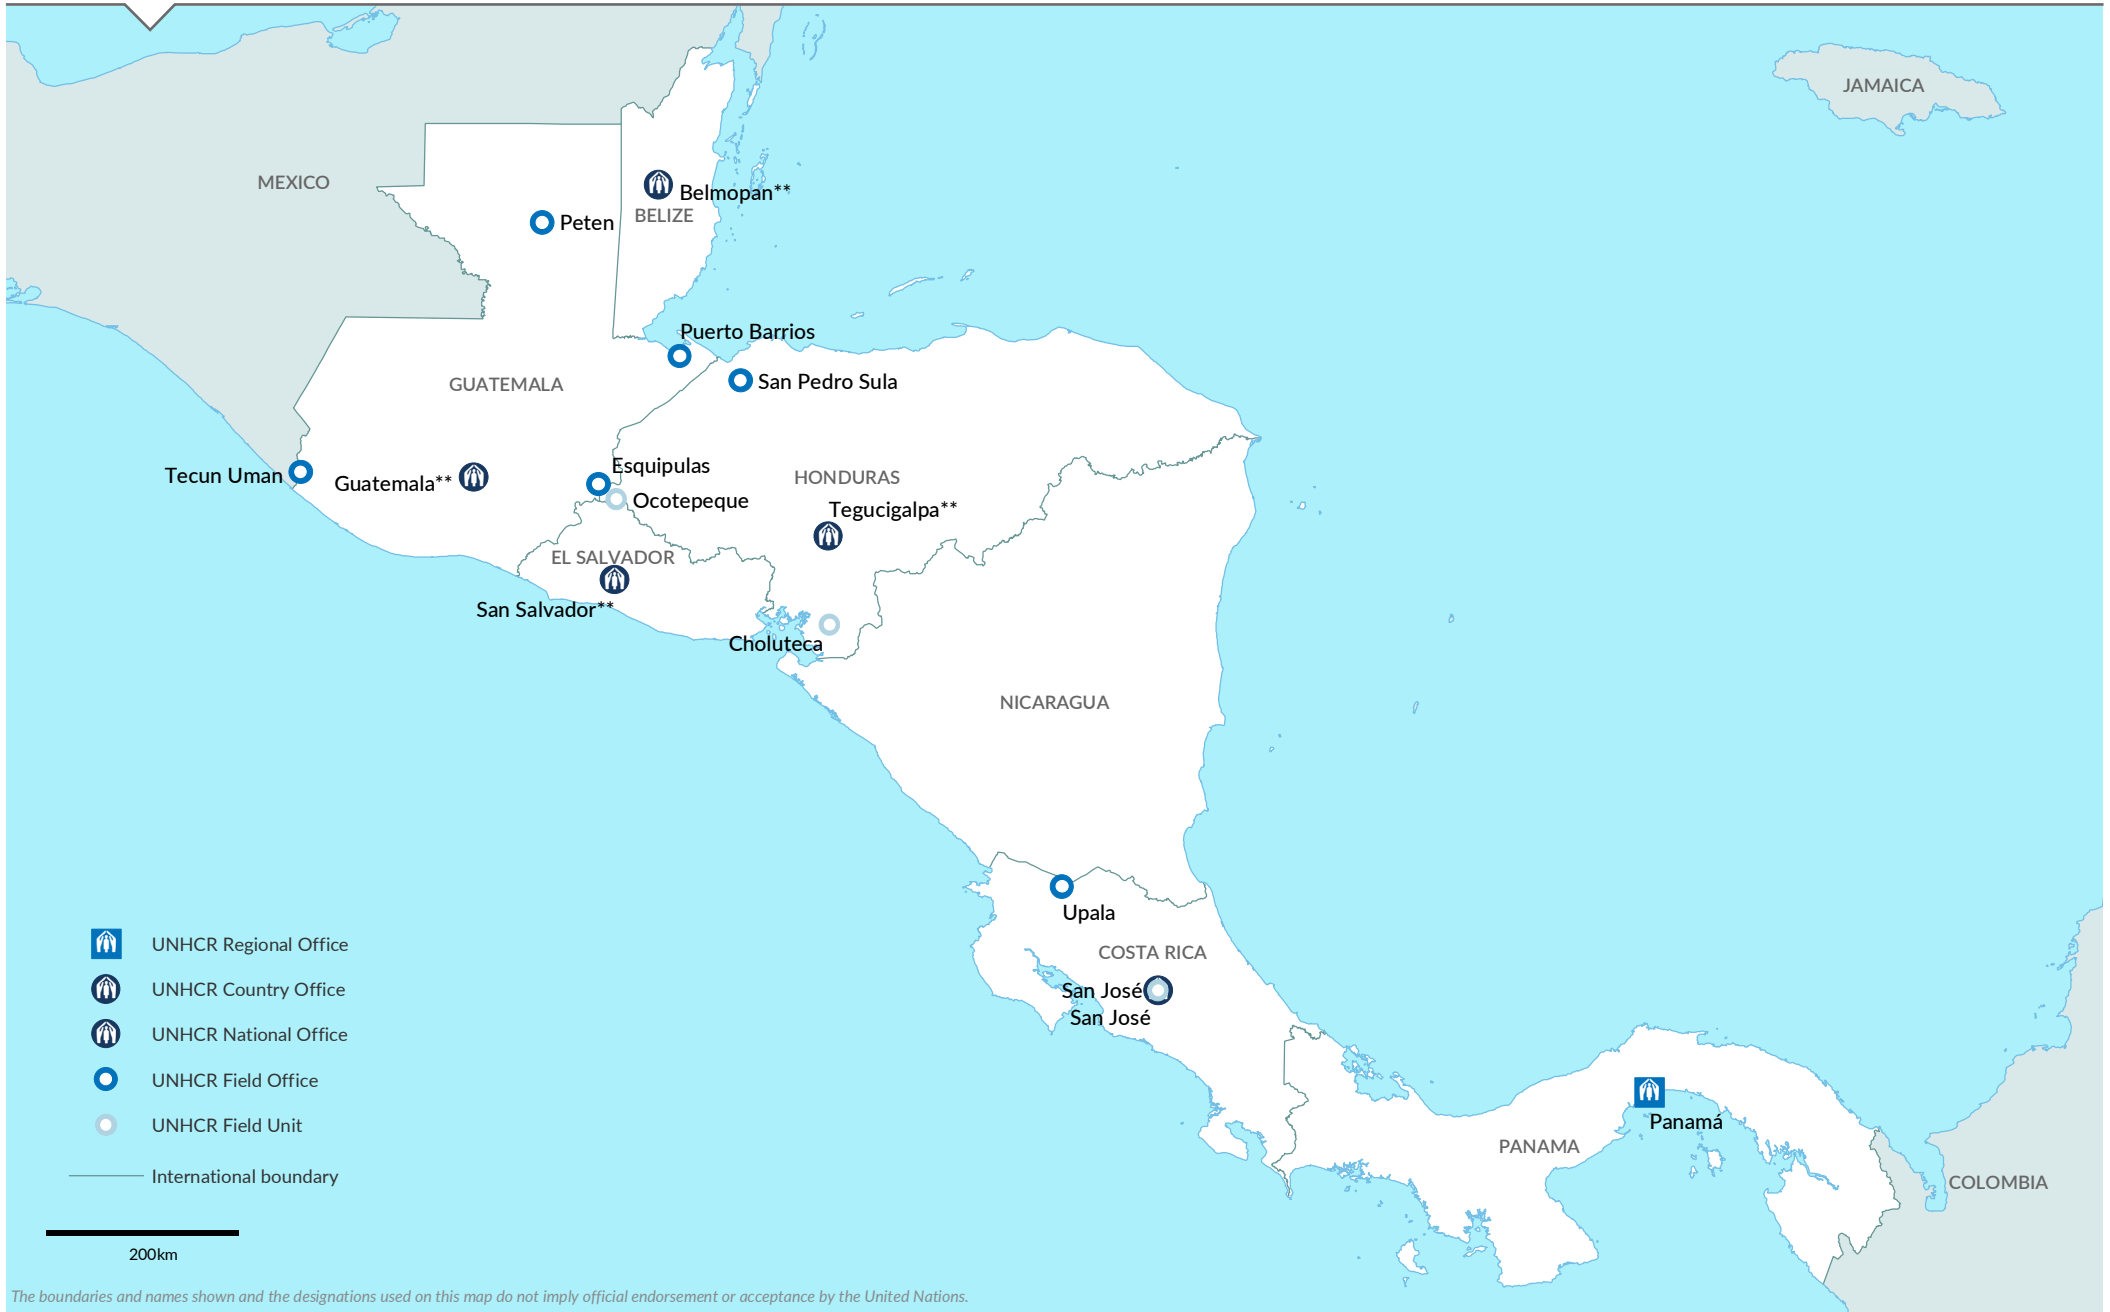 JAMAICA
MEXICO
Belmopan**
BELIZE
Peten
Puerto Barrios
San Pedro Sula
GUATEMALA
Esquipulas
Tecun Uman
Guatemala**
HONDURAS
Ocotepeque
Tegucigalpa**
EL SALVADOR
San Salvador**
Choluteca
NICARAGUA
Upala
COSTA RICA
San José
San José
Panamá
PANAMA
COLOMBIA
UNHCR Regional Office
UNHCR Country Office
UNHCR National Office
UNHCR Field Office
UNHCR Field Unit
International boundary
200km
The boundaries and names shown and the designations used on this map do not imply official endorsement or acceptance by the United Nations.